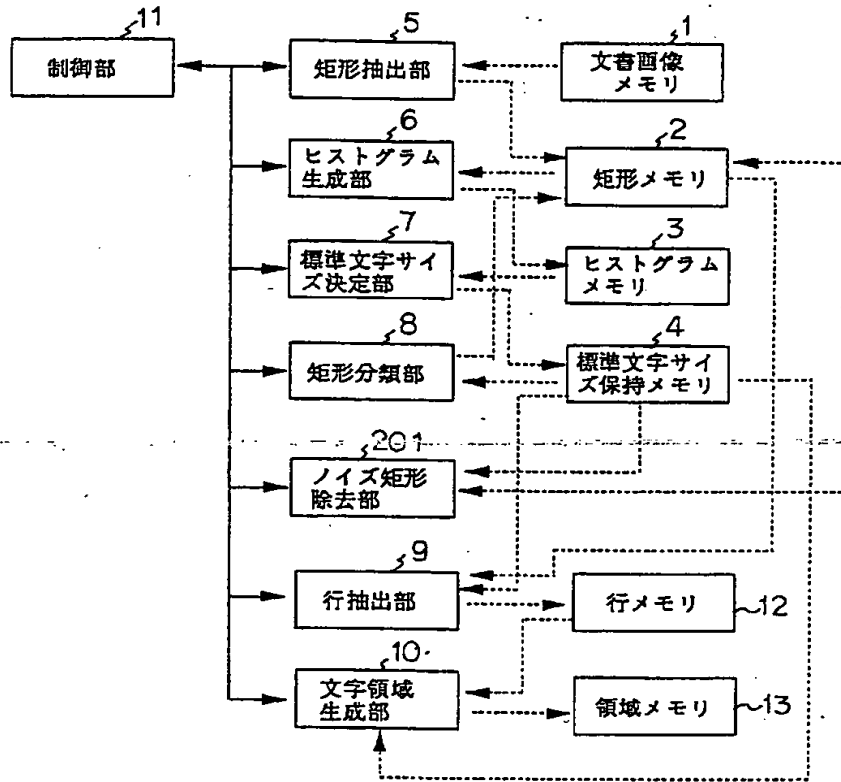 11
制御部
5
矩形抽出部
1
文書画像
メモリ
6
ヒストグラム
生成部
2
矩形メモリ
7
標準文字サイ
ズ決定部
3
ヒストグラム
メモリ
8
矩形分類部
4
標準文字サイ
ズ保持メモリ
201
ノイズ矩形
除去部
9
行抽出部
行メモリ
12
10
文字領域
生成部
領域メモリ
13